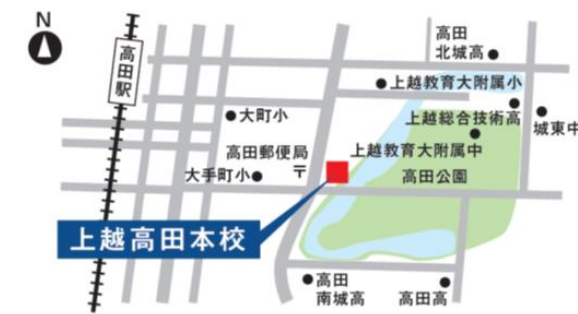 N
高田駅
高田
北城高
上越教育大附属小
上越総合技術高
城東中
大町小
高田郵便局
〒
上越教育大附属中
大手町小
高田公園
上越高田本校
高田
南城高
高田高